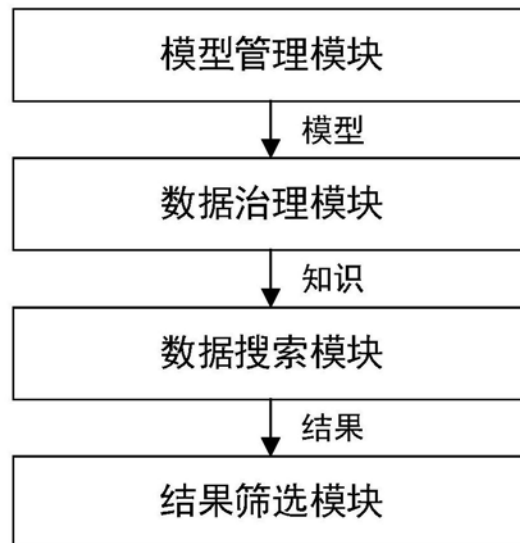 模型管理模块
模型
数据治理模块
知识
数据搜索模块
结果
结果筛选模块